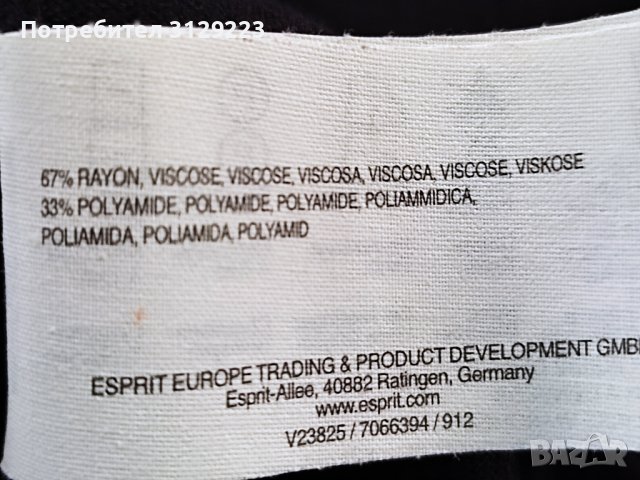 Потребител 3129223
67% RAYON, VISCOSE, VISCOSE, VISCOSA, VISCOSA, VISCOSE, VISKOSE
33% POLYAMIDE, POLYAMIDE, POLYAMIDE, POLIAMMIDICA,
POLIAMIDA, POLIAMIDA, POLYAMID
ESPRIT EUROPE TRADING & PRODUCT DEVELOPMENT GMBH
Esprit-Allee, 40882 Ratingen, Germany
www.esprit.com
V23825 / 7066394 / 912
BAZAR